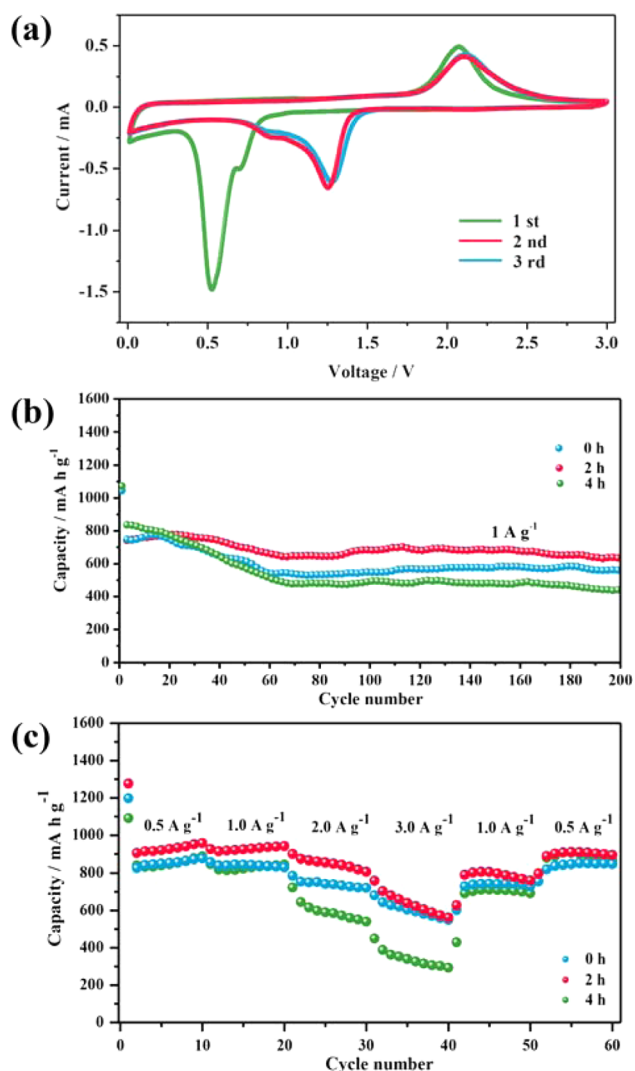 (a)
0.5
0.0
-0.5
-1.0
-1.5
Current / mA
1 st
2 nd
3 rd
0.0 0.5 1.0 1.5 2.0 2.5 3.0
Voltage / V
(b)
1600
1400
1200
1000
800
600
400
200
0
Capacity / mA h g-1
0 h
2 h
4 h
1 A g-1
0 20 40 60 80 100 120 140 160 180 200
Cycle number
(c)
1600
1400
1200
1000
800
600
400
200
0
Capacity / mA h g-1
0.5 A g-1 1.0 A g-1 2.0 A g-1 3.0 A g-1 1.0 A g-1 0.5 A g-1
0 h
2 h
4 h
0 10 20 30 40 50 60
Cycle number